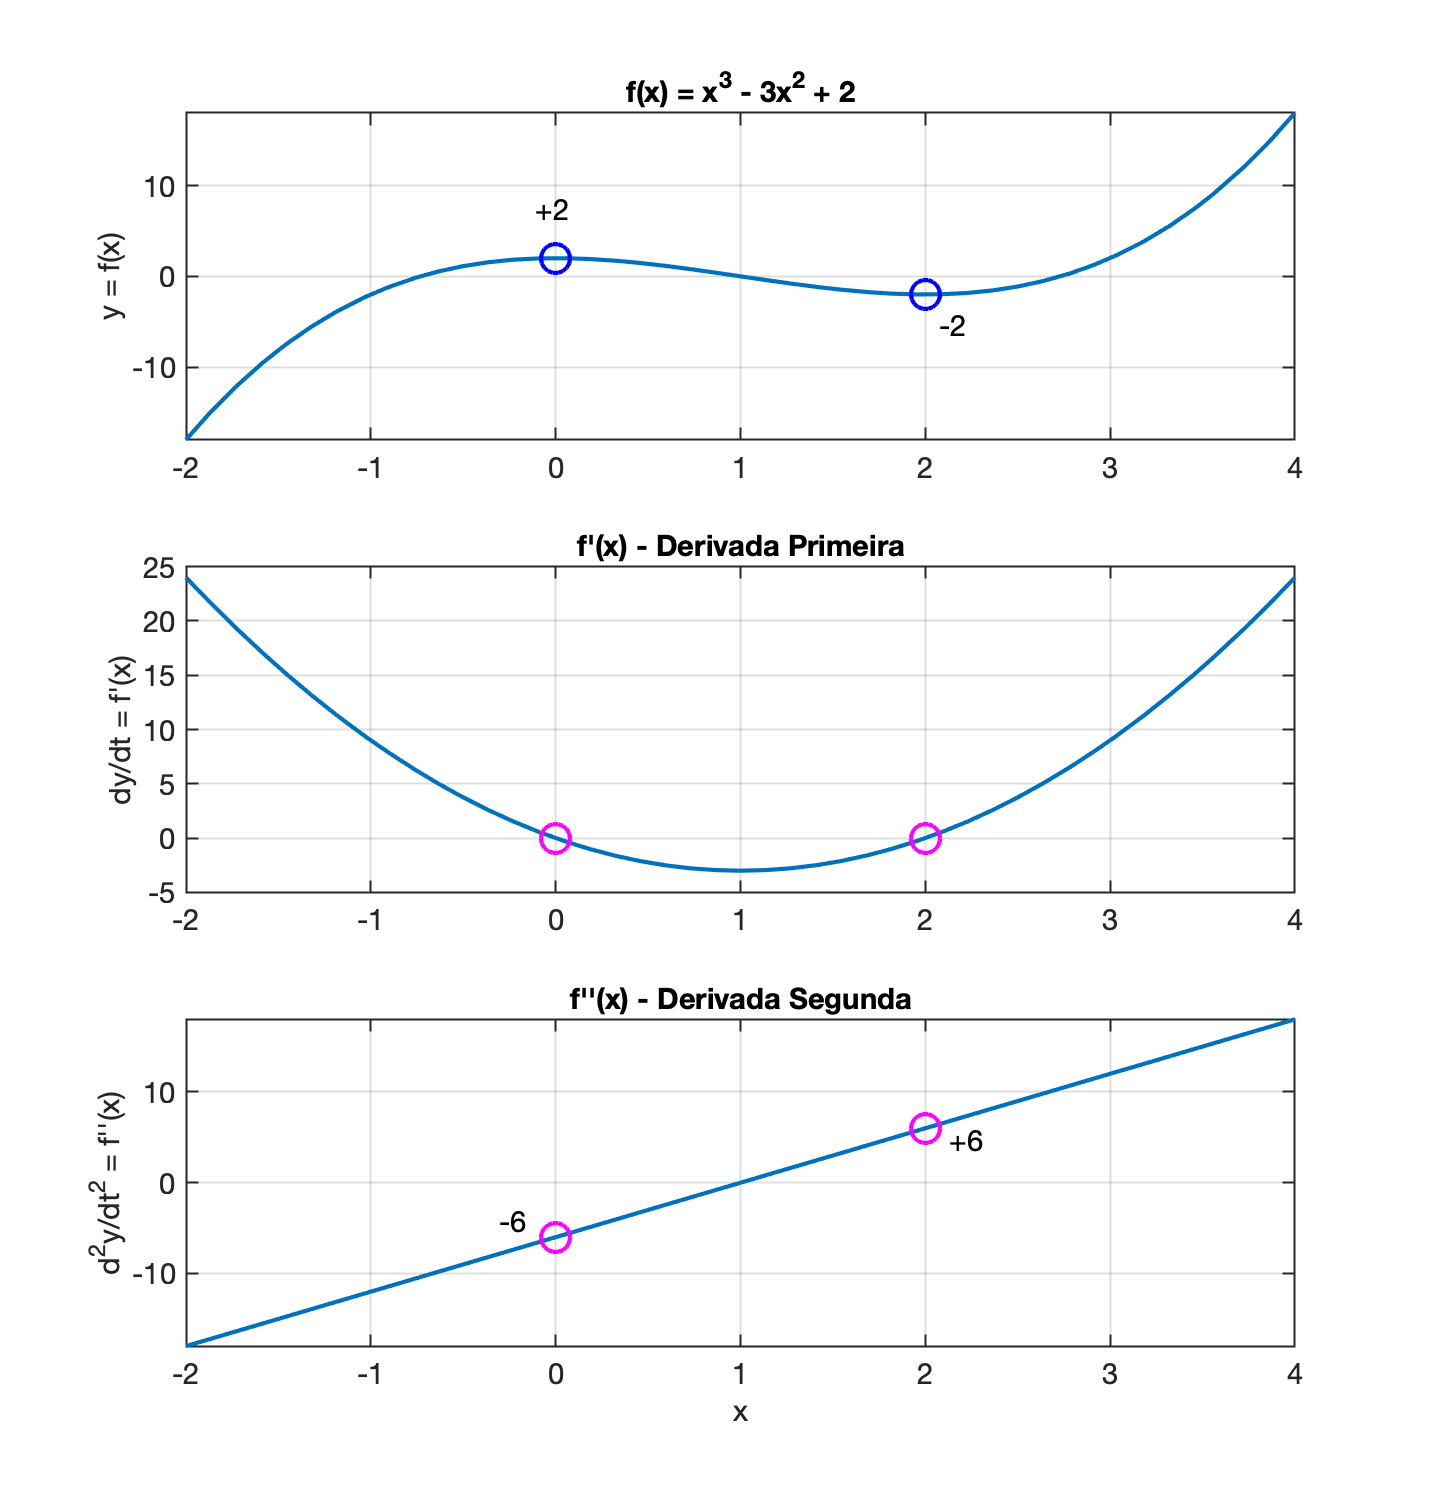 f(x) = x³ - 3x² + 2
y = f(x)
10
0
-10
+2
-2
-2 -1 0 1 2 3 4
f'(x) - Derivada Primeira
dy/dt = f'(x)
25
20
15
10
5
0
-5
-2 -1 0 1 2 3 4
f''(x) - Derivada Segunda
d²y/dt² = f''(x)
10
0
-10
+6
-6
-2 -1 0 1 2 3 4
x